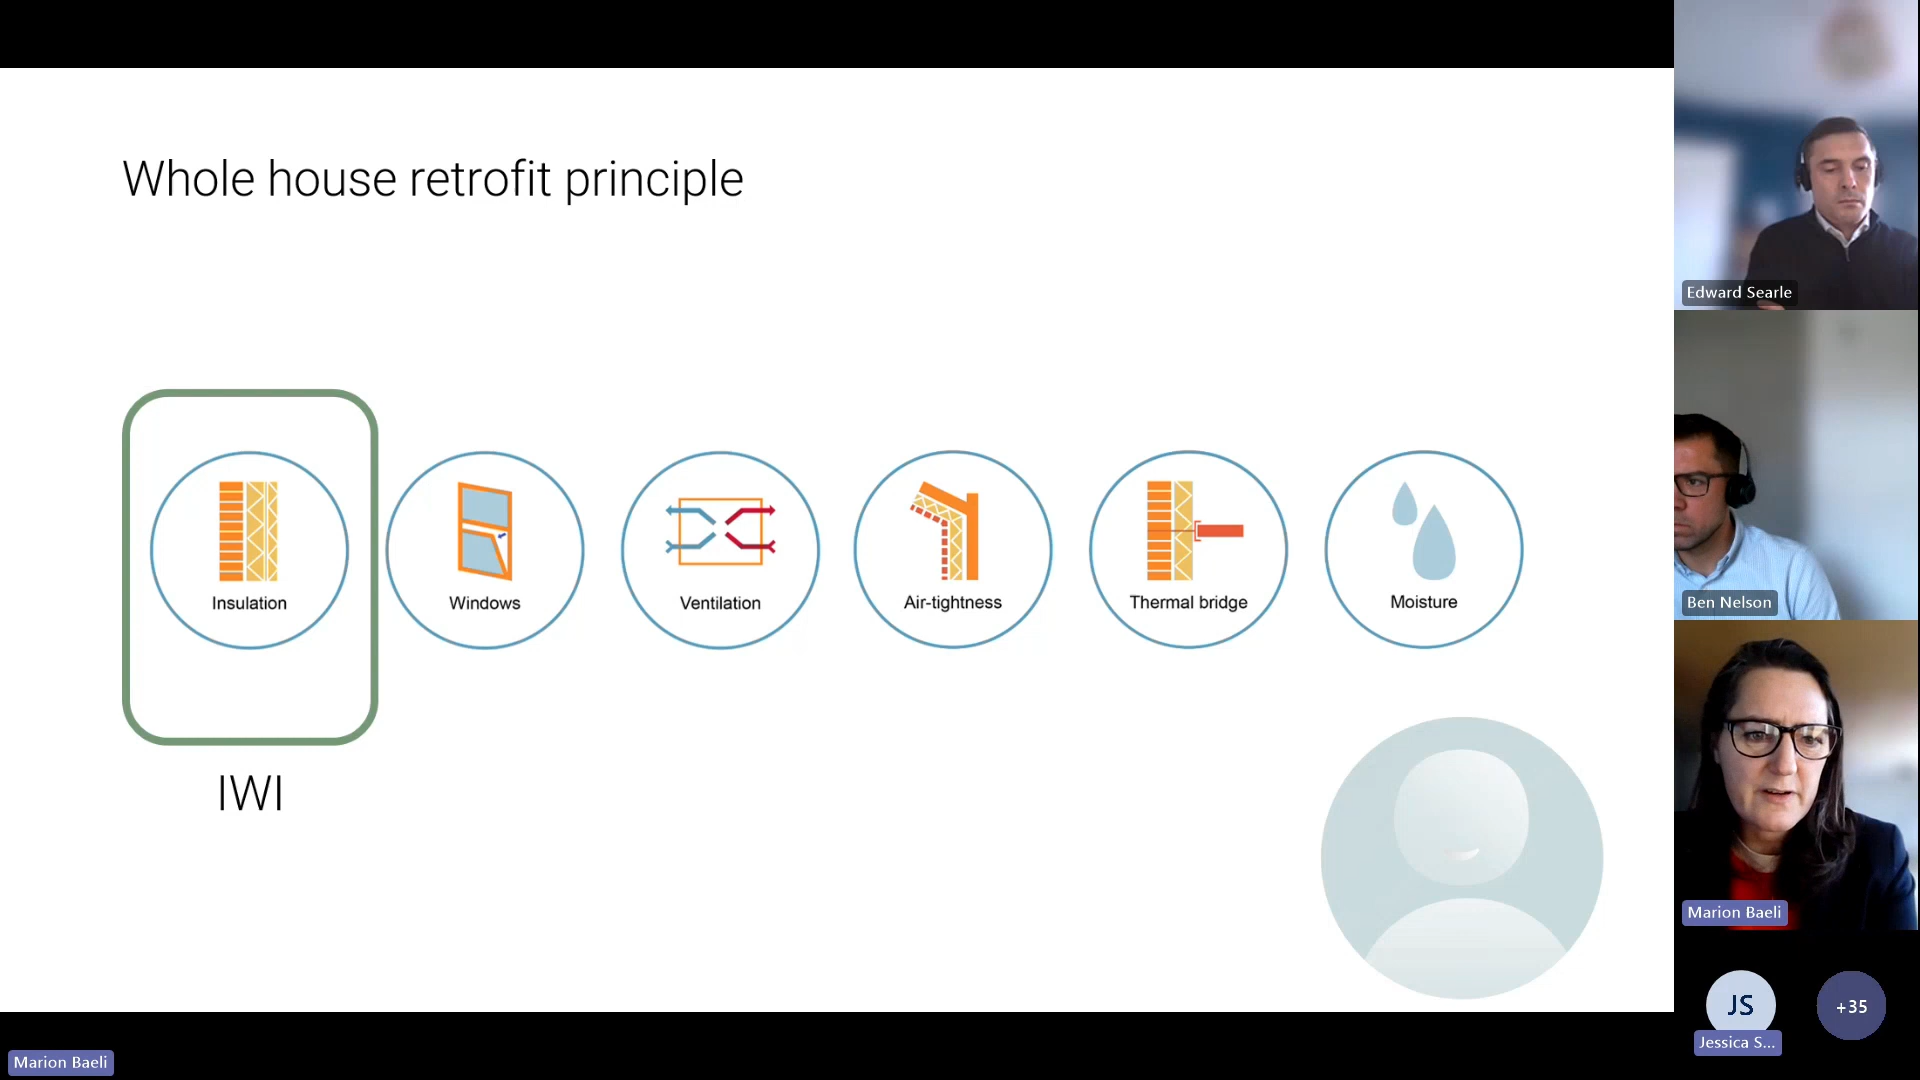 Whole house retrofit principle
Insulation
Windows
Ventilation
Air-tightness
Thermal bridge
Moisture
IWI
Edward Searle
Ben Nelson
Marion Baeli
JS
+35
Jessica S...
Marion Baeli